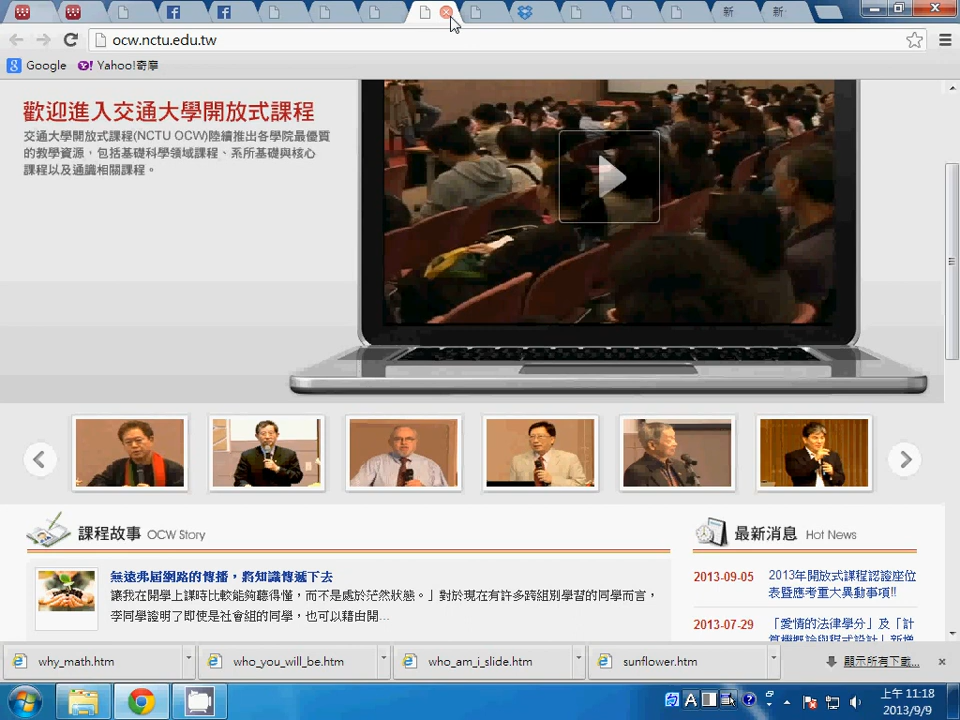 新
新
ocw.nctu.edu.tw
Google
Yahoo!奇摩
歡迎進入交通大學開放式課程
交通大學開放式課程(NCTU OCW)陸續推出各學院最優質
的教學資源，包括基礎科學領域課程、系所基礎與核心
課程以及通識相關課程。
課程故事 OCW Story
最新消息 Hot News
無遠弗屆網路的傳播，將知識傳遞下去
讓我在開學上課時比較能夠聽得懂，而不是處於茫然狀態。」對於現在有許多跨組別學習的同學而言，
李同學證明了即使是社會組的同學，也可以藉由開...
2013-09-05 2013年開放式課程認證座位
表暨應考重大異動事項!!
2013-07-29 「愛情的法律學分」及「計
算機概論與程式設計」新增
why_math.htm
who_you_will_be.htm
who_am_i_slide.htm
sunflower.htm
顯示所有下載...
A
上午 11:18
2013/9/9